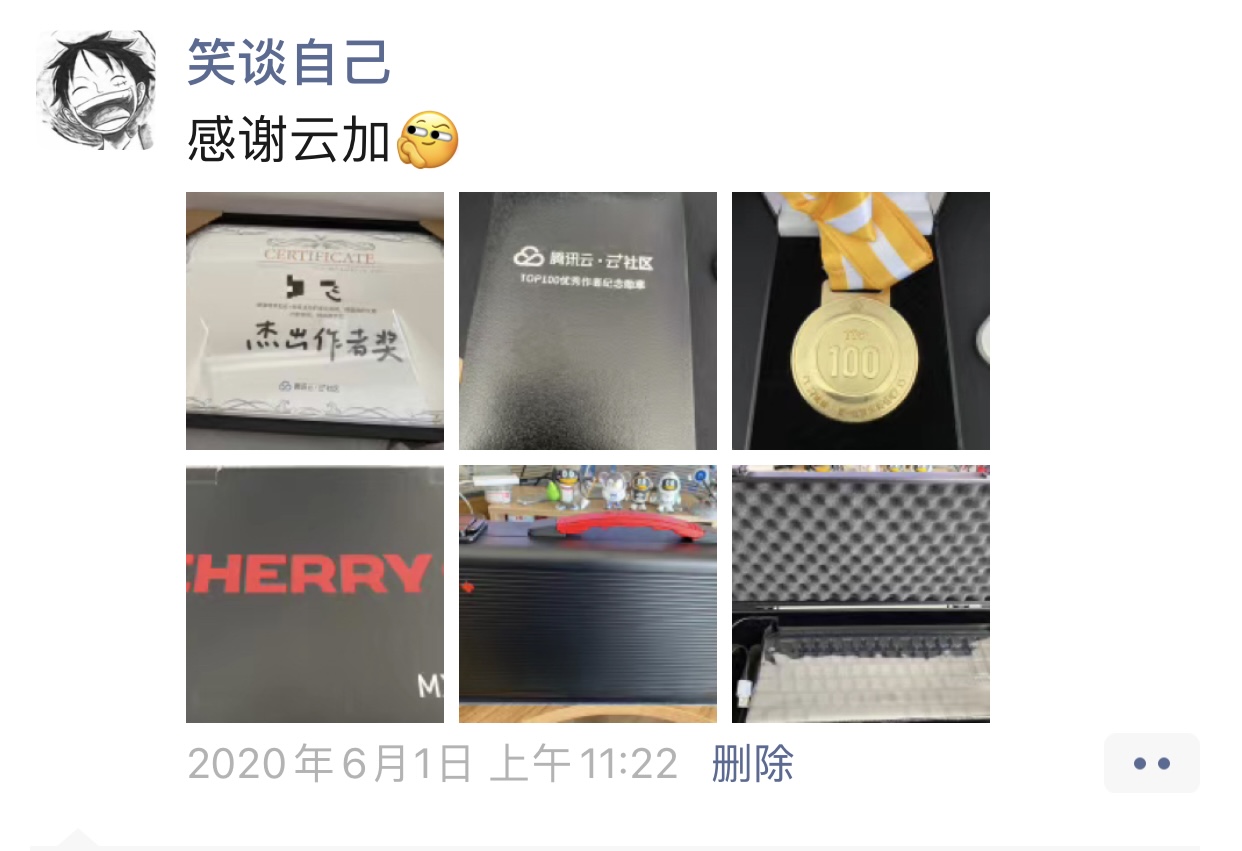 笑谈自己
感谢云加
CERTIFICATE
飞
杰出作者奖
腾讯云·云社区
腾讯云·云社区
TOP100优秀作者纪念勋章
TOP
100
CHERRY
MX
2020年6月1日 上午11:22 删除